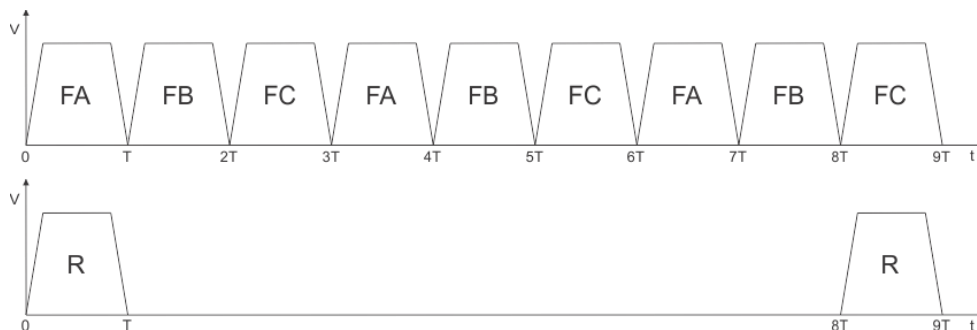 V
FA FB FC FA FB FC FA FB FC
0 T 2T 3T 4T 5T 6T 7T 8T 9T t
V
R R
0 T 8T 9T t